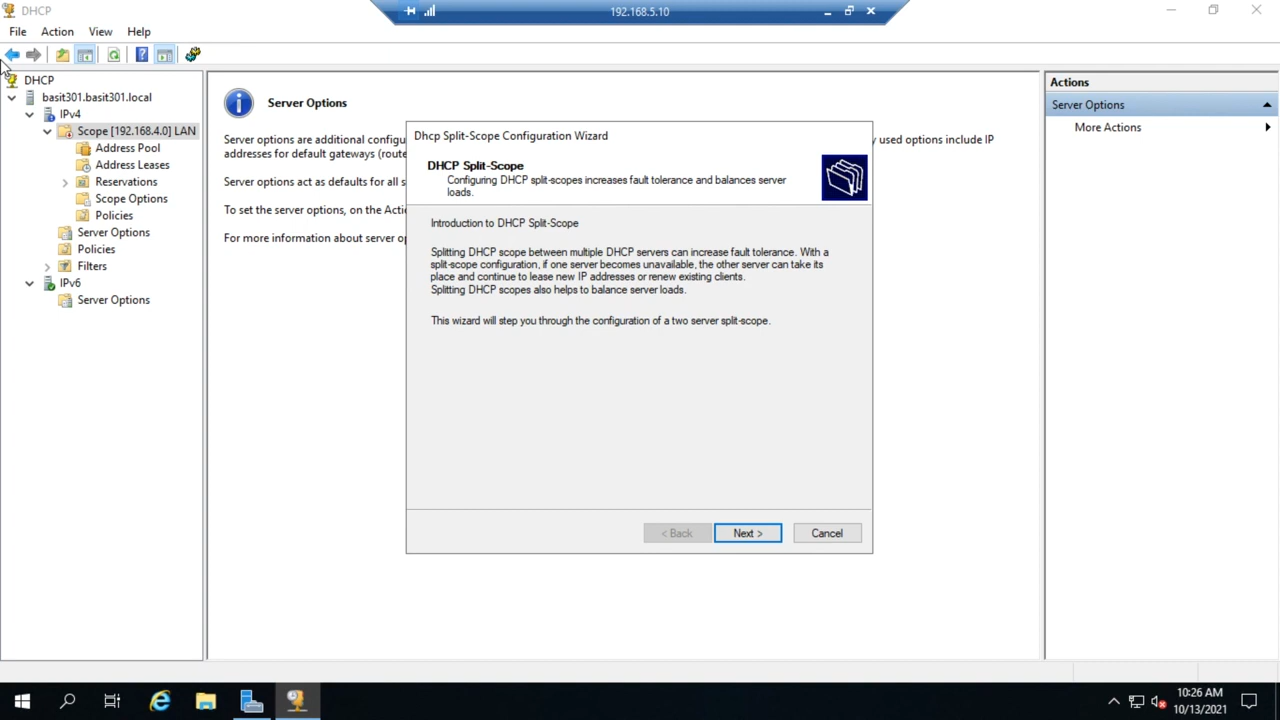 DHCP
192.168.5.10
File Action View Help
DHCP
basit301.basit301.local
IPv4
Scope [192.168.4.0] LAN
Address Pool
Address Leases
Reservations
Scope Options
Policies
Server Options
Policies
Filters
IPv6
Server Options
Server Options
Server options are additional configu
y used options include IP
addresses for default gateways (route
Server options act as defaults for all s
To set the server options, on the Actio
For more information about server op
Dhcp Split-Scope Configuration Wizard
DHCP Split-Scope
Configuring DHCP split-scopes increases fault tolerance and balances server
loads.
Introduction to DHCP Split-Scope
Splitting DHCP scope between multiple DHCP servers can increase fault tolerance. With a
split-scope configuration, if one server becomes unavailable, the other server can take its
place and continue to lease new IP addresses or renew existing clients.
Splitting DHCP scopes also helps to balance server loads.
This wizard will step you through the configuration of a two server split-scope.
< Back Next > Cancel
Actions
Server Options
More Actions
10:26 AM
10/13/2021